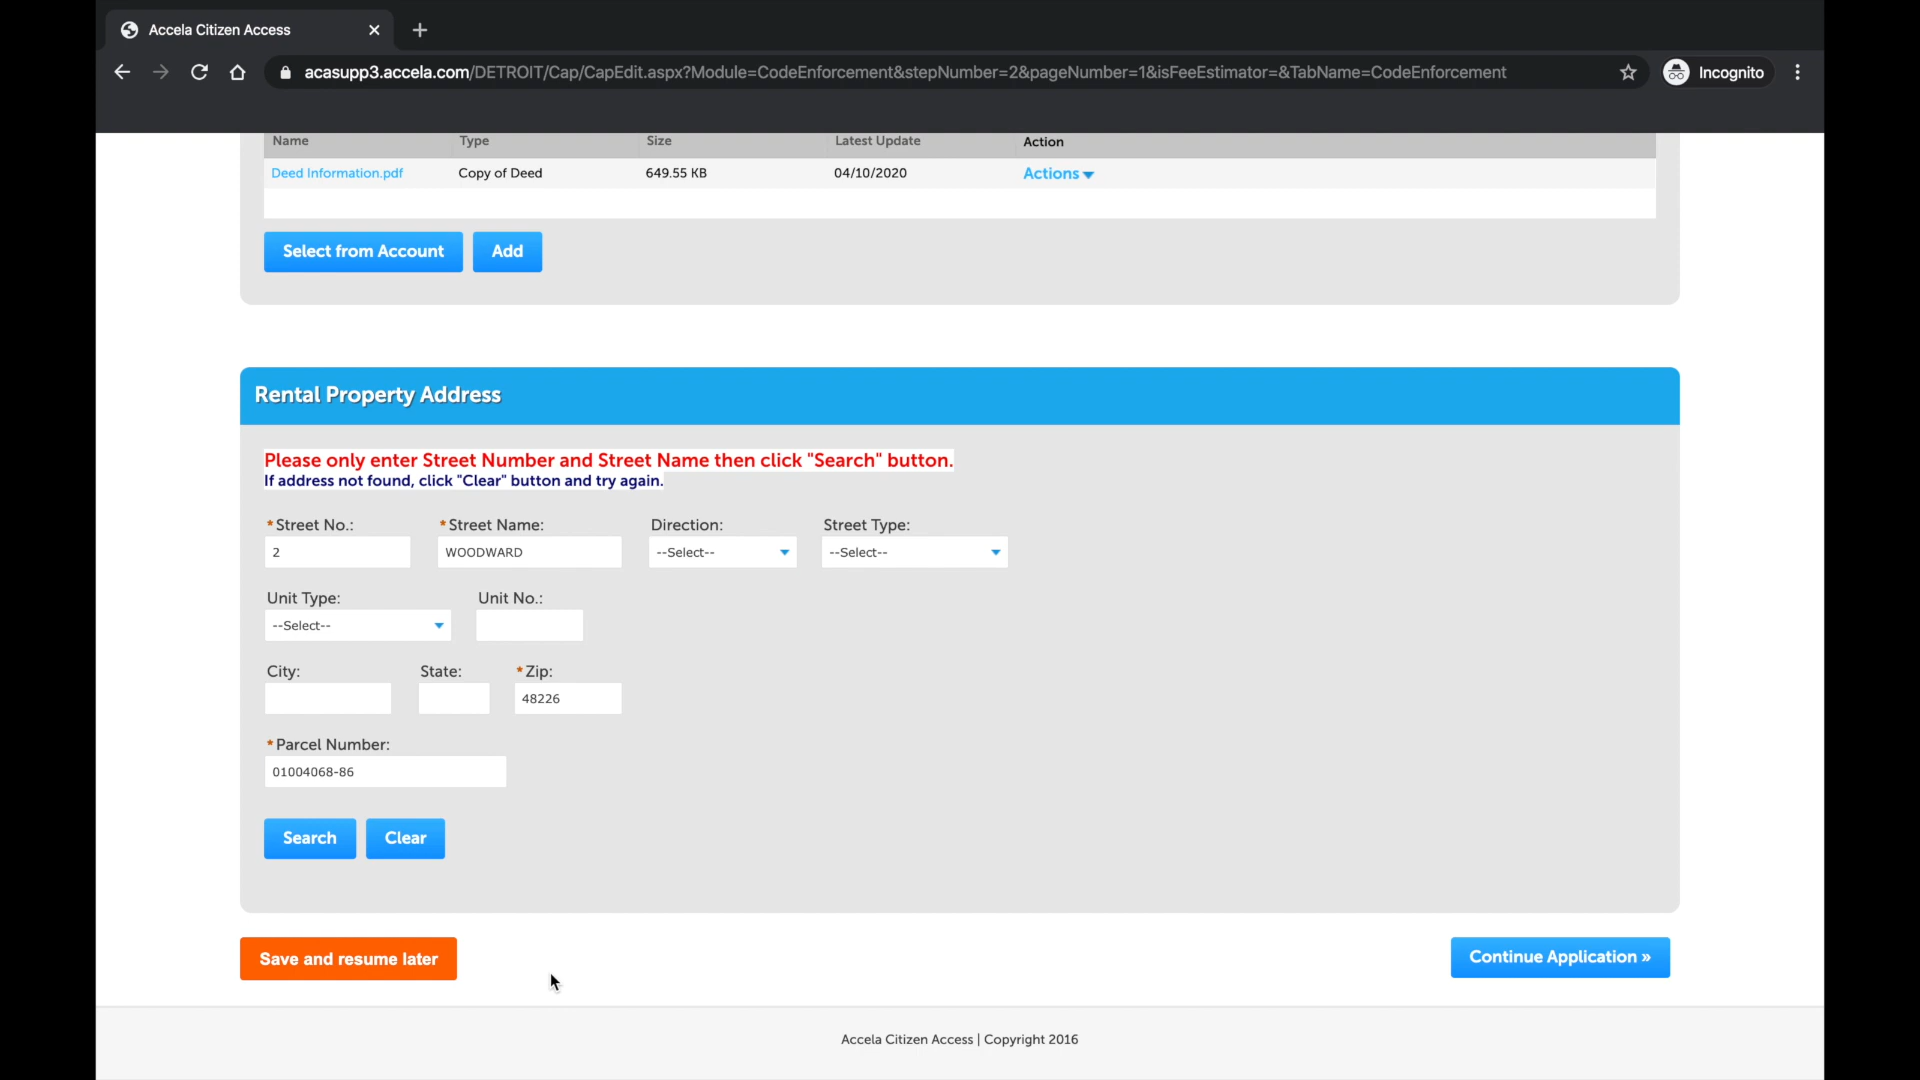 Accela Citizen Access
acasupp3.accela.com/DETROIT/Cap/CapEdit.aspx?Module=CodeEnforcement&stepNumber=2&pageNumber=1&isFeeEstimator=&TabName=CodeEnforcement
Incognito
Name Type Size Latest Update Action
Deed Information.pdf Copy of Deed 649.55 KB 04/10/2020 Actions
Select from Account Add
Rental Property Address
Please only enter Street Number and Street Name then click "Search" button.
If address not found, click "Clear" button and try again.
*Street No.: *Street Name: Direction: Street Type:
2 WOODWARD --Select-- --Select--
Unit Type: Unit No.:
--Select--
City: State: *Zip:
48226
*Parcel Number:
01004068-86
Search Clear
Save and resume later Continue Application »
Accela Citizen Access | Copyright 2016